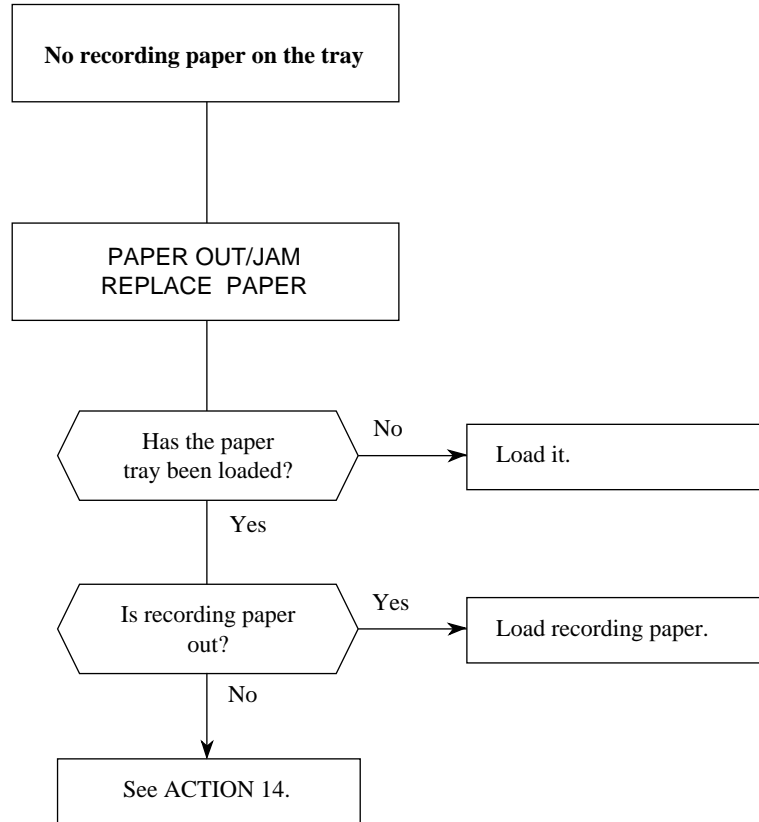 No recording paper on the tray
PAPER OUT/JAM
REPLACE PAPER
Has the paper
tray been loaded?
No
Load it.
Yes
Is recording paper
out?
Yes
Load recording paper.
No
See ACTION 14.